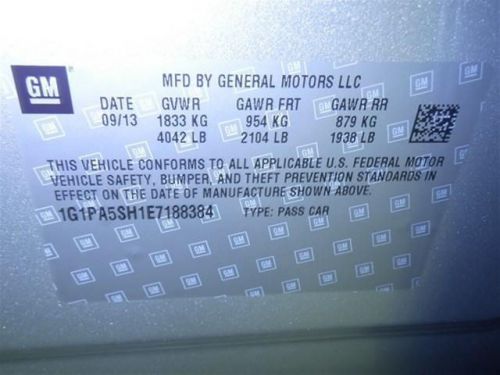 GM
MFD BY GENERAL MOTORS LLC
DATE GVWR GAWR FRT GAWR RR
09/13 1833 KG 954 KG 879 KG
4042 LB 2104 LB 1938 LB
THIS VEHICLE CONFORMS TO ALL APPLICABLE U.S. FEDERAL MOTOR
VEHICLE SAFETY, BUMPER, AND THEFT PREVENTION STANDARDS IN
EFFECT ON THE DATE OF MANUFACTURE SHOWN ABOVE.
1G1PA5SH1E7188384 TYPE: PASS CAR